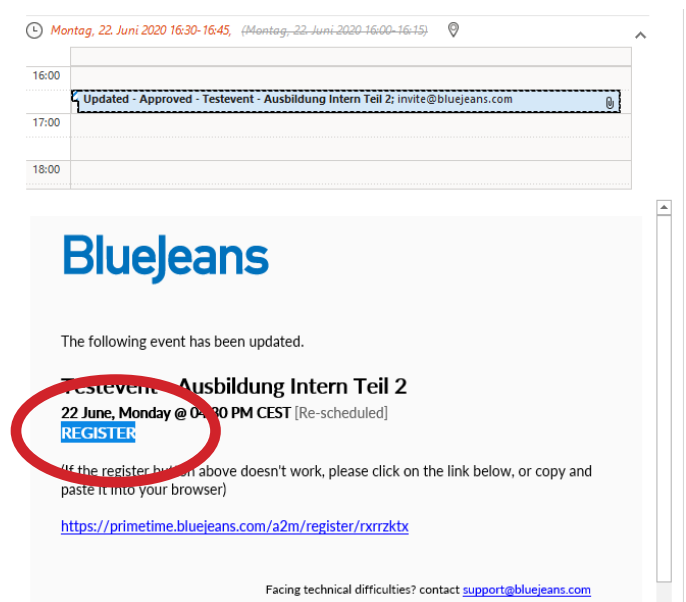 Montag, 22. Juni 2020 16:30-16:45, (Montag, 22. Juni 2020 16:00-16:15)
16:00
Updated - Approved - Testevent - Ausbildung Intern Teil 2; invite@bluejeans.com
17:00
18:00
BlueJeans
The following event has been updated.
Testevent - Ausbildung Intern Teil 2
22 June, Monday @ 04:30 PM CEST [Re-scheduled]
REGISTER
(If the register button above doesn't work, please click on the link below, or copy and
paste it into your browser)
https://primetime.bluejeans.com/a2m/register/rxrrzktx
Facing technical difficulties? contact support@bluejeans.com